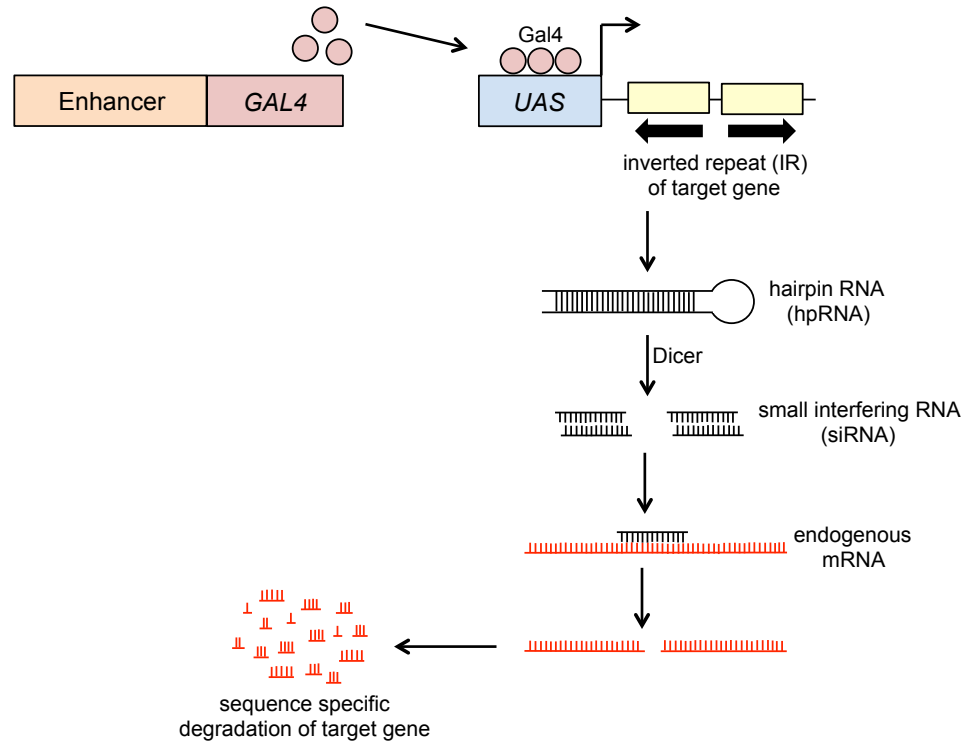 Gal4
Enhancer
GAL4
UAS
inverted repeat (IR)
of target gene
hairpin RNA
(hpRNA)
Dicer
small interfering RNA
(siRNA)
endogenous
mRNA
sequence specific
degradation of target gene